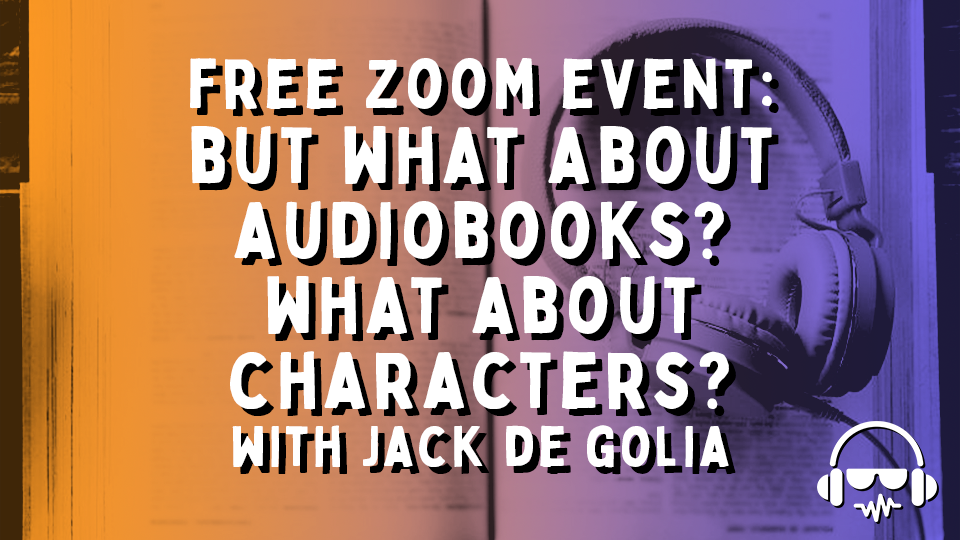 FREE ZOOM EVENT:
BUT WHAT ABOUT
AUDIOBOOKS?
WHAT ABOUT
CHARACTERS?
WITH JACK DE GOLIA